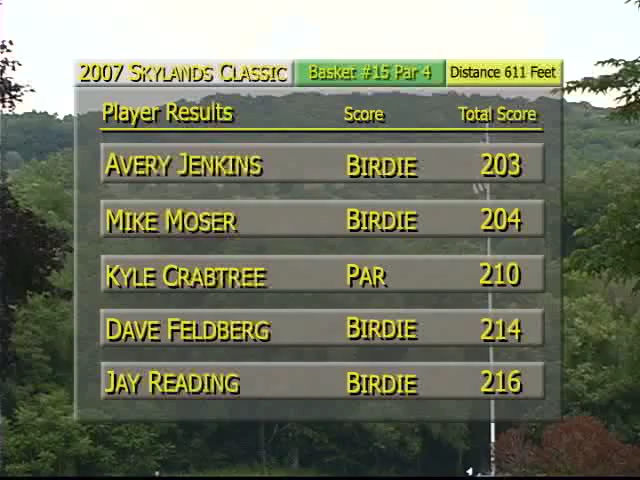 2007 Skylands Classic Basket #15 Par 4 Distance 611 Feet
Player Results Score Total Score
Avery Jenkins Birdie 203
Mike Moser Birdie 204
Kyle Crabtree Par 210
Dave Feldberg Birdie 214
Jay Reading Birdie 216